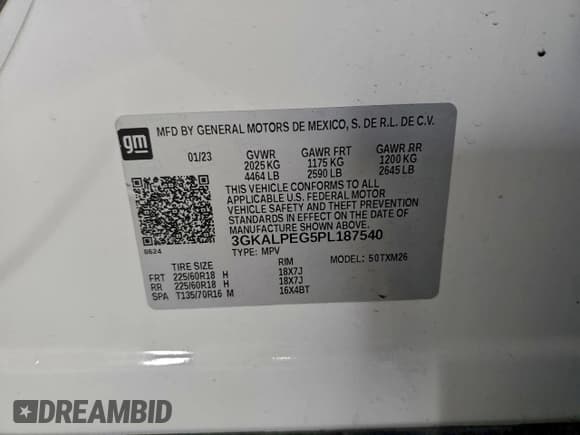 gm
MFD BY GENERAL MOTORS DE MEXICO, S. DE R.L. DE C.V.
01/23 GVWR GAWR FRT GAWR RR
2025 KG 1175 KG 1200 KG
4464 LB 2590 LB 2645 LB
THIS VEHICLE CONFORMS TO ALL
APPLICABLE U.S. FEDERAL MOTOR
VEHICLE SAFETY AND THEFT PREVENTION
STANDARDS IN EFFECT ON THE DATE OF
MANUFACTURE SHOWN ABOVE.
3GKALPEG5PL187540
TYPE: MPV
S624 MODEL: 50TXM26
TIRE SIZE RIM
FRT 225/60R18 H 18X7J
RR 225/60R18 H 18X7J
SPA T135/70R16 M 16X4BT
DREAMBID